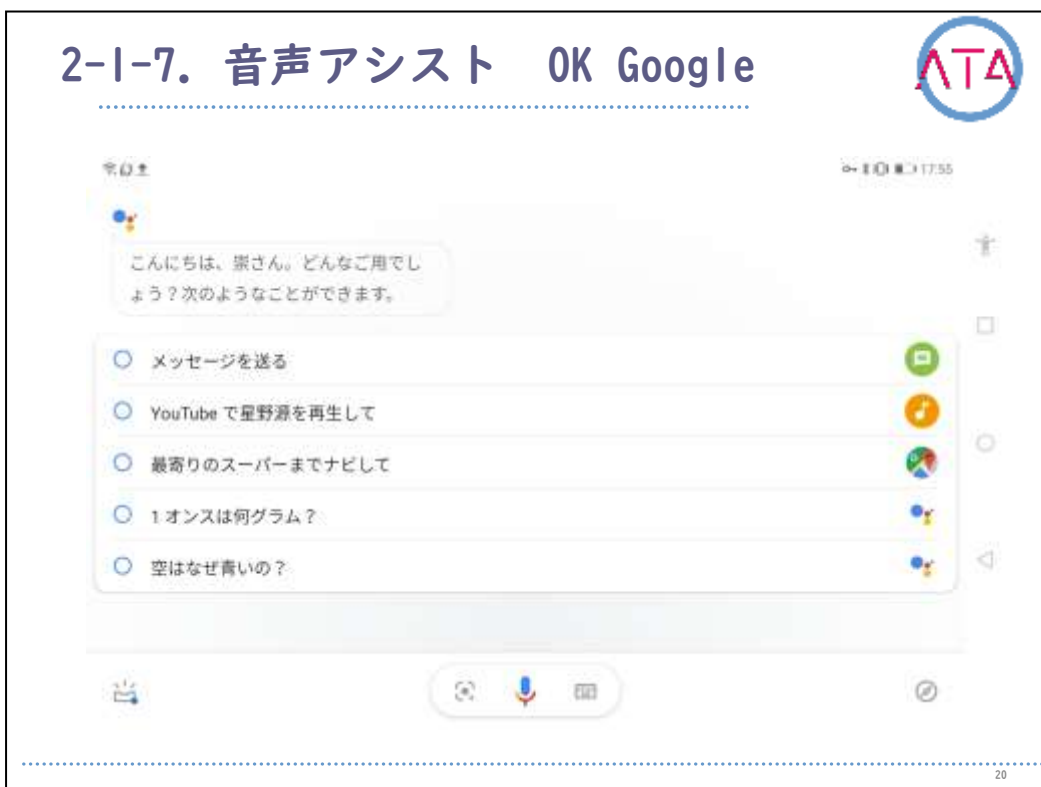 2-1-7. 音声アシスト　OK Google
ATA
17:55
こんにちは、崇さん。どんなご用でし
ょう？次のようなことができます。
メッセージを送る
YouTube で星野源を再生して
最寄りのスーパーまでナビして
1 オンスは何グラム？
空はなぜ青いの？
20